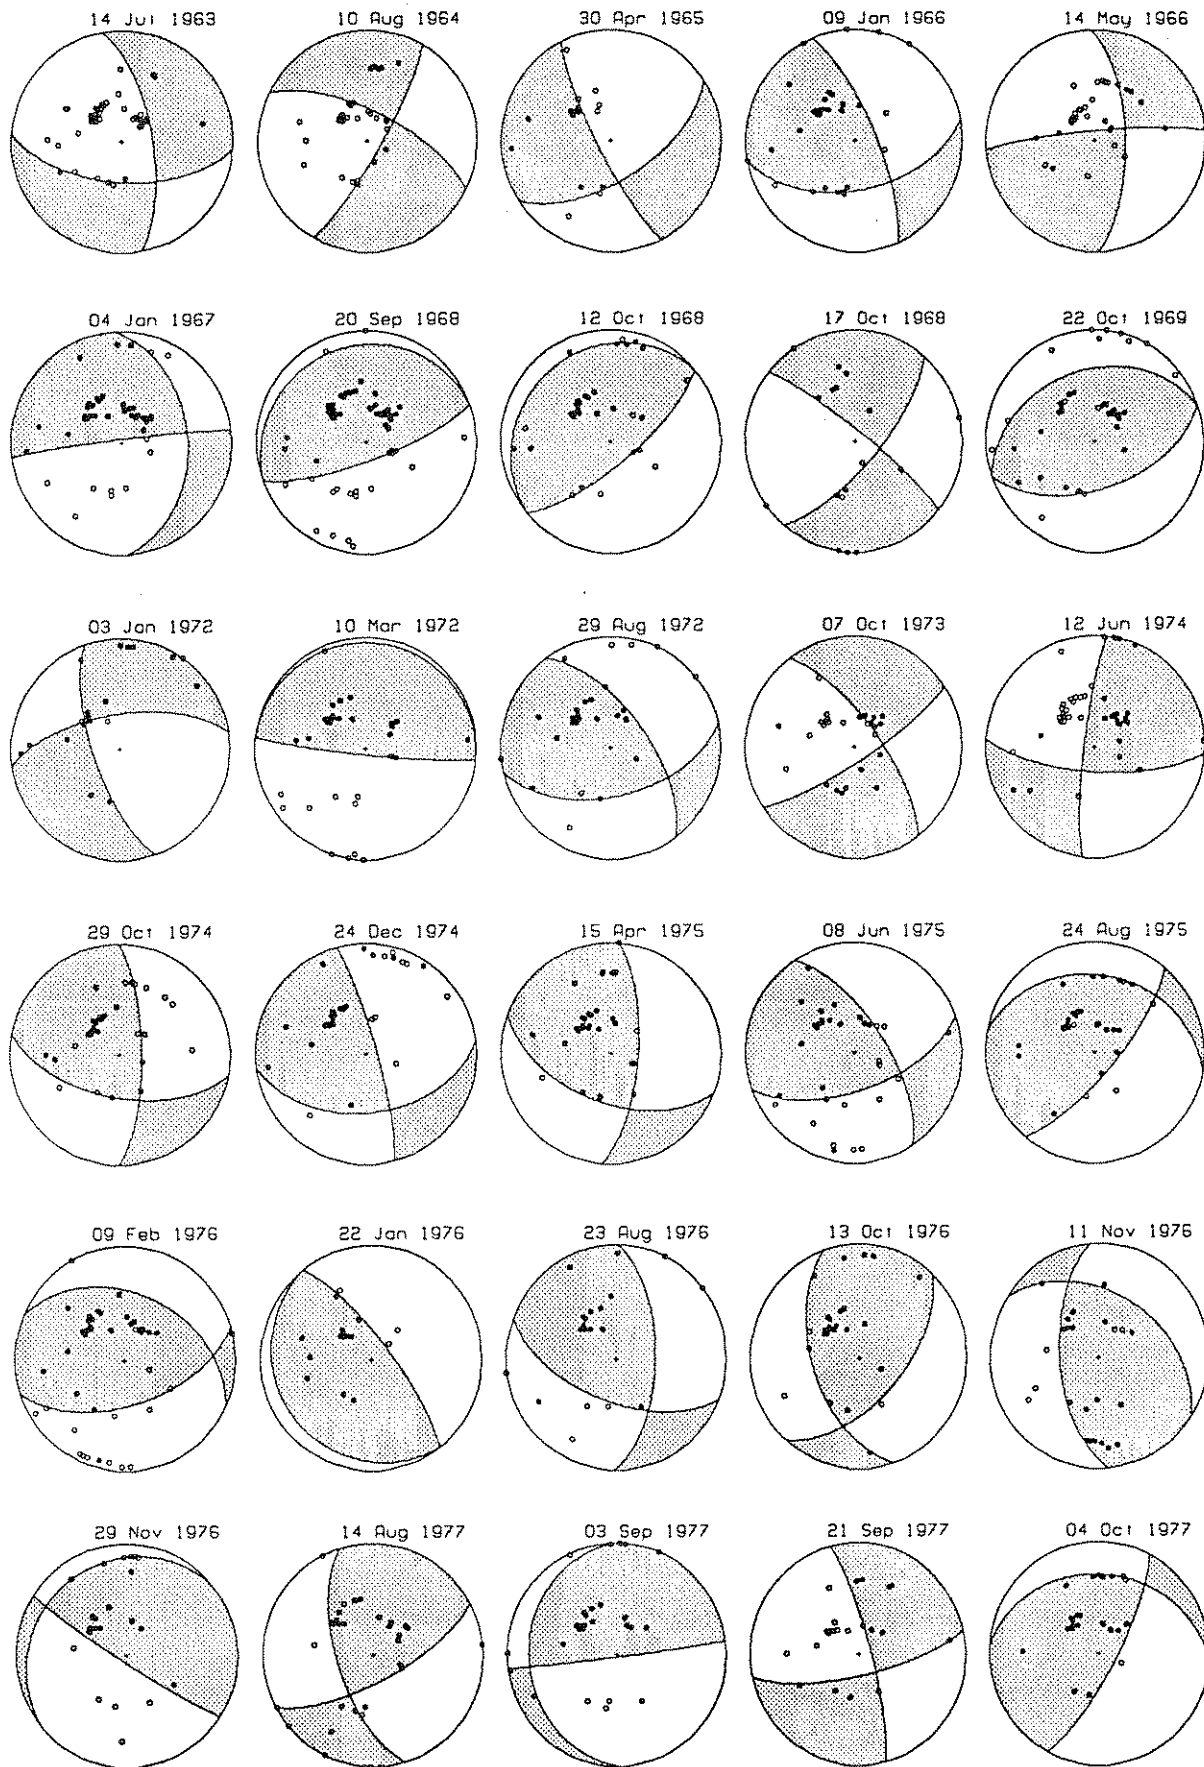 14 Jul 1963 10 Aug 1964 30 Apr 1965 09 Jan 1966 14 May 1966
04 Jan 1967 20 Sep 1968 12 Oct 1968 17 Oct 1968 22 Oct 1969
03 Jan 1972 10 Mar 1972 29 Aug 1972 07 Oct 1973 12 Jun 1974
29 Oct 1974 24 Dec 1974 15 Apr 1975 08 Jun 1975 24 Aug 1975
09 Feb 1976 22 Jan 1976 23 Aug 1976 13 Oct 1976 11 Nov 1976
29 Nov 1976 14 Aug 1977 03 Sep 1977 21 Sep 1977 04 Oct 1977